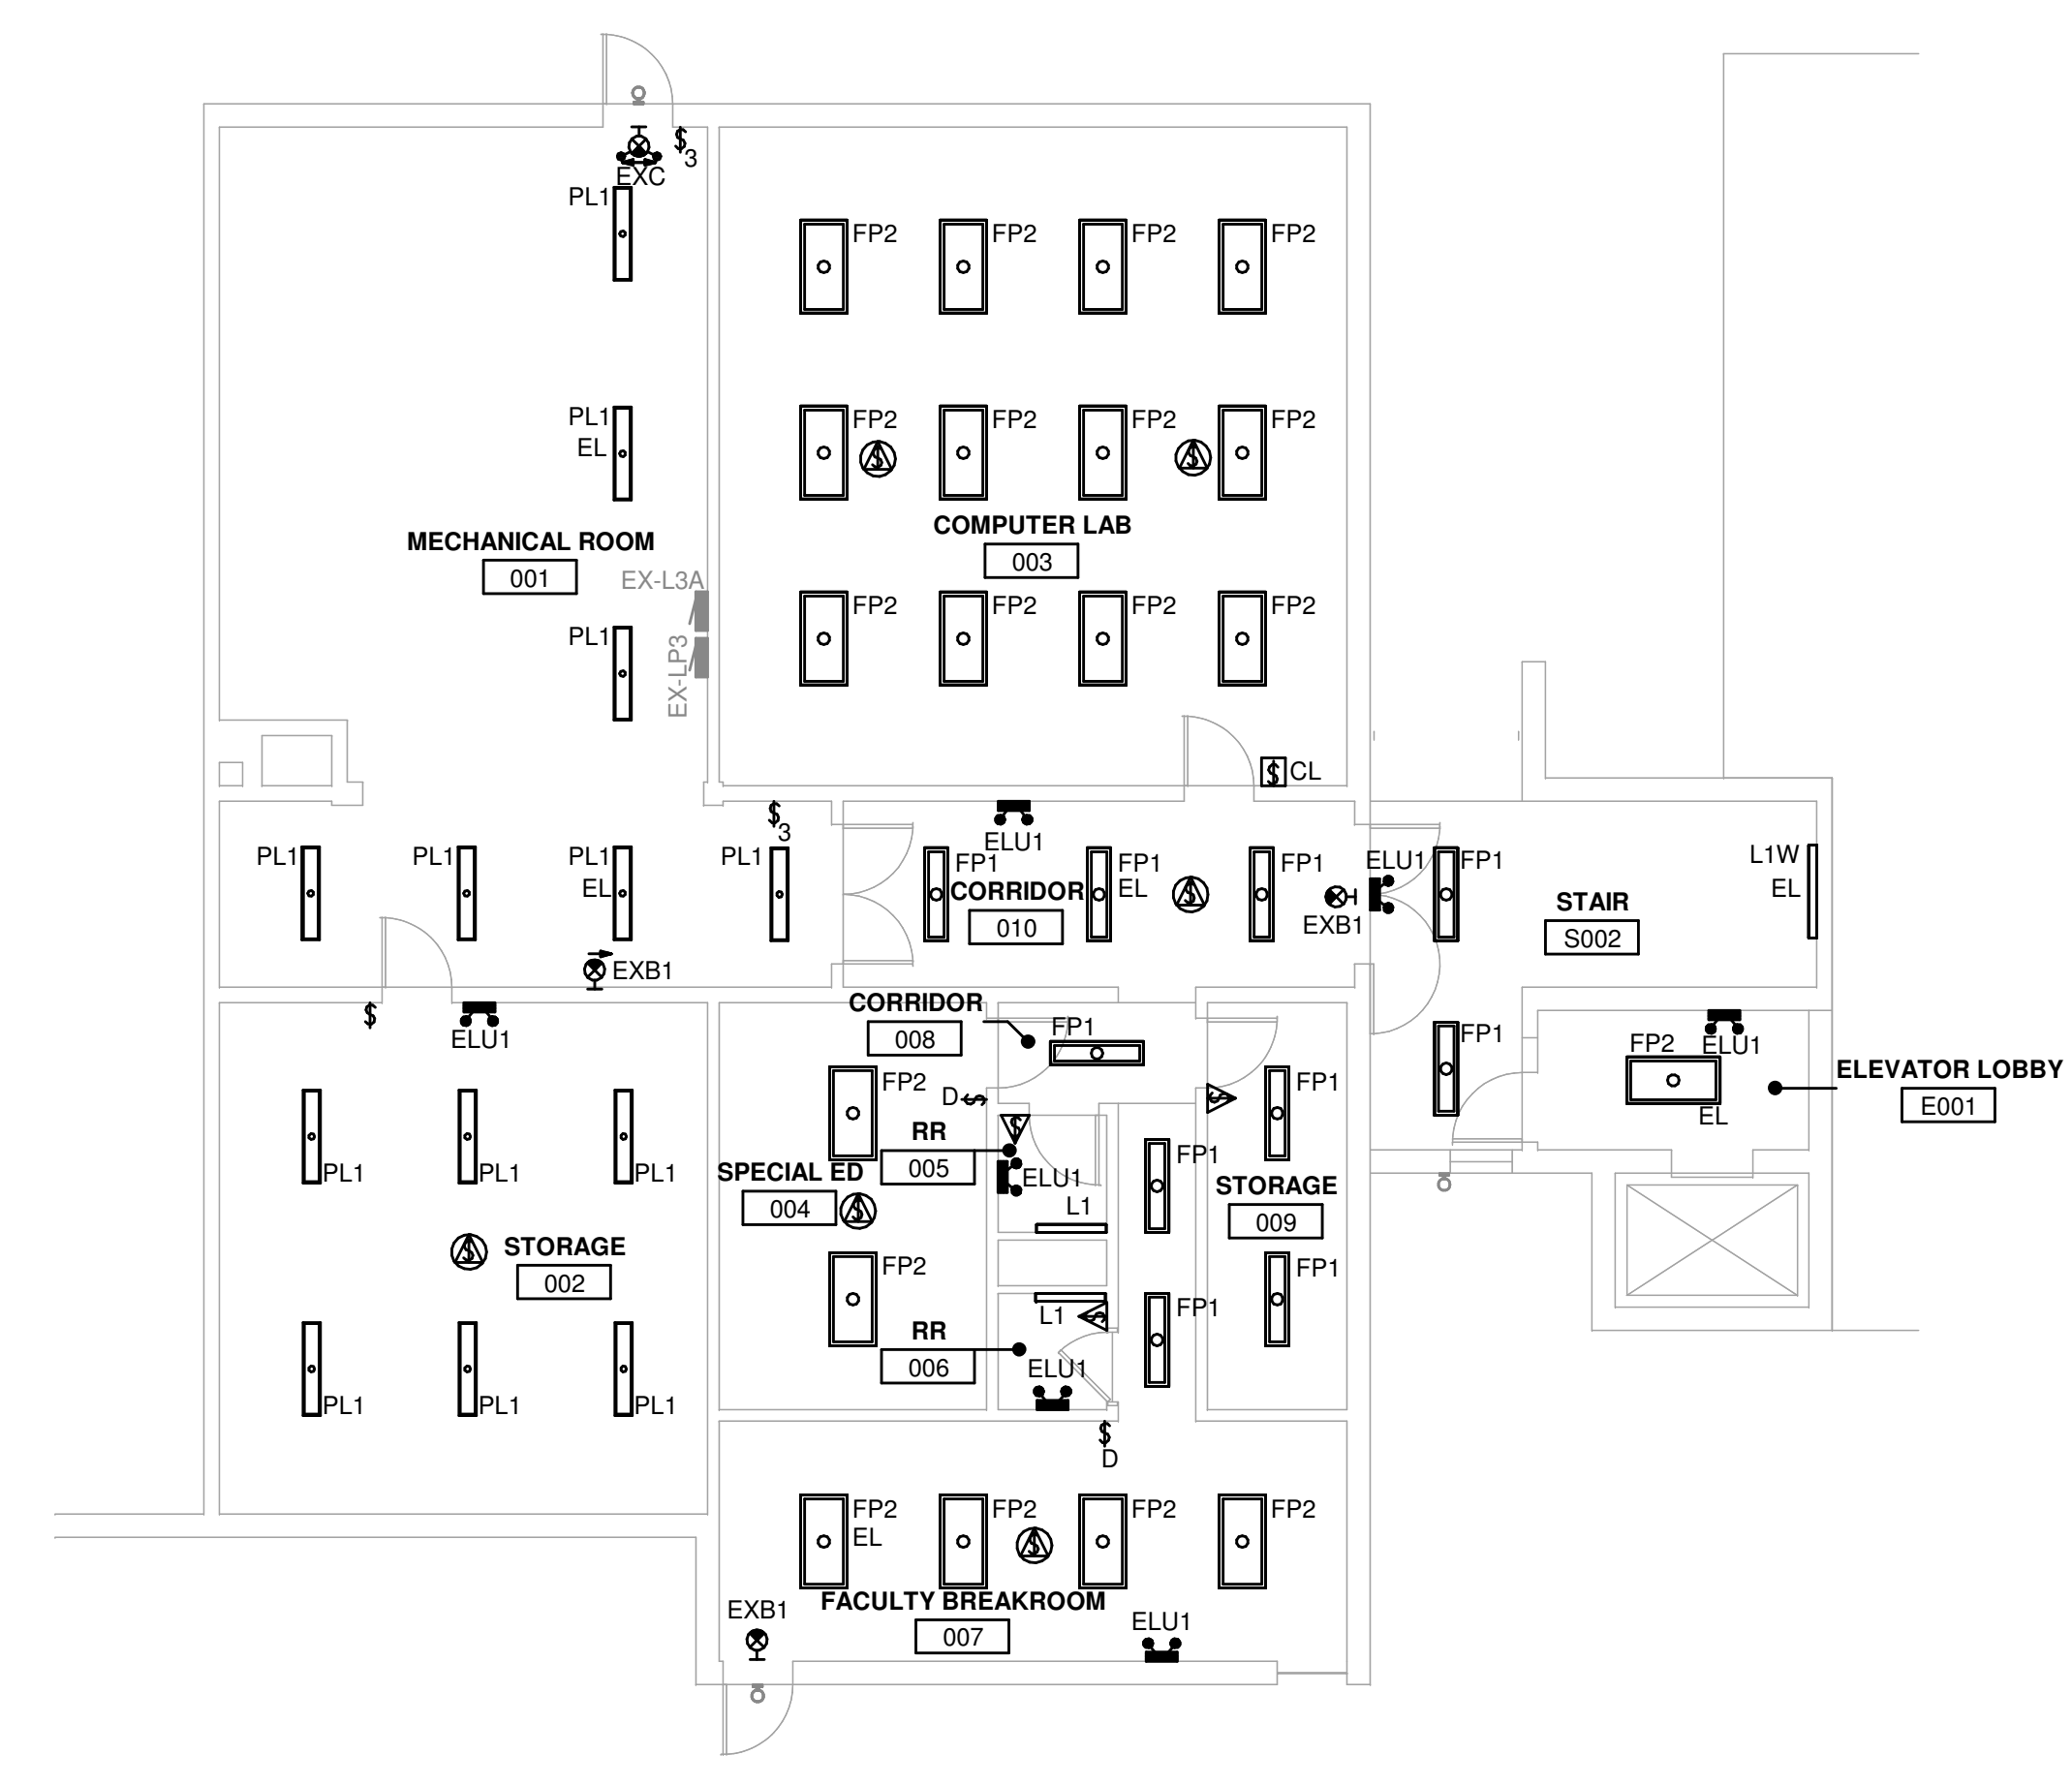 $
3
EXC
PL1
FP2 FP2 FP2 FP2
PL1
EL
FP2 FP2 FP2 FP2
$ $
COMPUTER LAB
003
MECHANICAL ROOM
001
EX-L3A
EX-LP3
PL1
FP2 FP2 FP2 FP2
$ CL
$
3
ELU1
PL1 PL1 PL1 PL1
EL
FP1 FP1 FP1
EL
$
CORRIDOR
010
ELU1
EXB1
FP1
L1W
EL
STAIR
S002
EXB1
$
ELU1
CORRIDOR
008
FP1
FP1
FP2
ELU1
EL
ELEVATOR LOBBY
E001
FP2
D $
$
$
FP1
RR
005
ELU1
FP1
SPECIAL ED
004
$
L1
STORAGE
009
PL1 PL1 PL1
$
STORAGE
002
FP2
L1
$
FP1
FP1
RR
006
ELU1
PL1 PL1 PL1
$
D
FP2 FP2 FP2 FP2
EL
$
FACULTY BREAKROOM
007
EXB1
ELU1